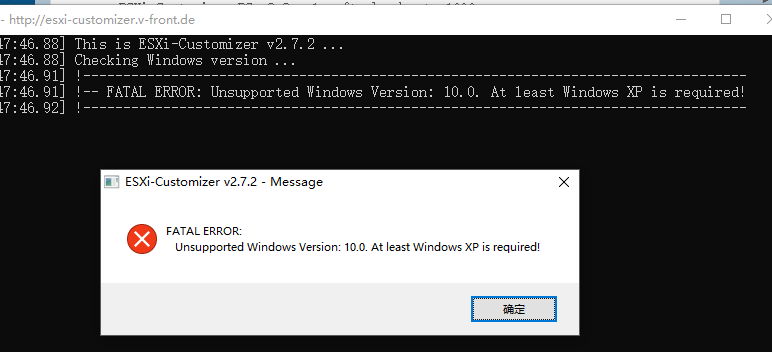 - http://esxi-customizer.v-front.de
47:46.88] This is ESXi-Customizer v2.7.2 ...
47:46.88] Checking Windows version ...
47:46.91] !--------------------------------------------------------------------------------
47:46.91] !-- FATAL ERROR: Unsupported Windows Version: 10.0. At least Windows XP is required!
47:46.92] !--------------------------------------------------------------------------------
ESXi-Customizer v2.7.2 - Message
FATAL ERROR:
Unsupported Windows Version: 10.0. At least Windows XP is required!
确定